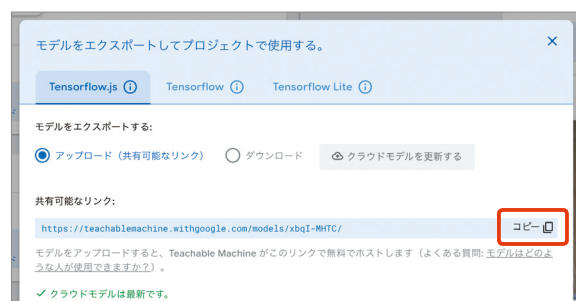 モデルをエクスポートしてプロジェクトで使用する。
Tensorflow.js Tensorflow Tensorflow Lite
モデルをエクスポートする:
アップロード（共有可能なリンク） ダウンロード クラウドモデルを更新する
共有可能なリンク:
https://teachablemachine.withgoogle.com/models/xbqI-MHTC/ コピー
モデルをアップロードすると、Teachable Machine がこのリンクで無料でホストします（よくある質問: モデルはどのよ
うな人が使用できますか？）。
クラウドモデルは最新です。